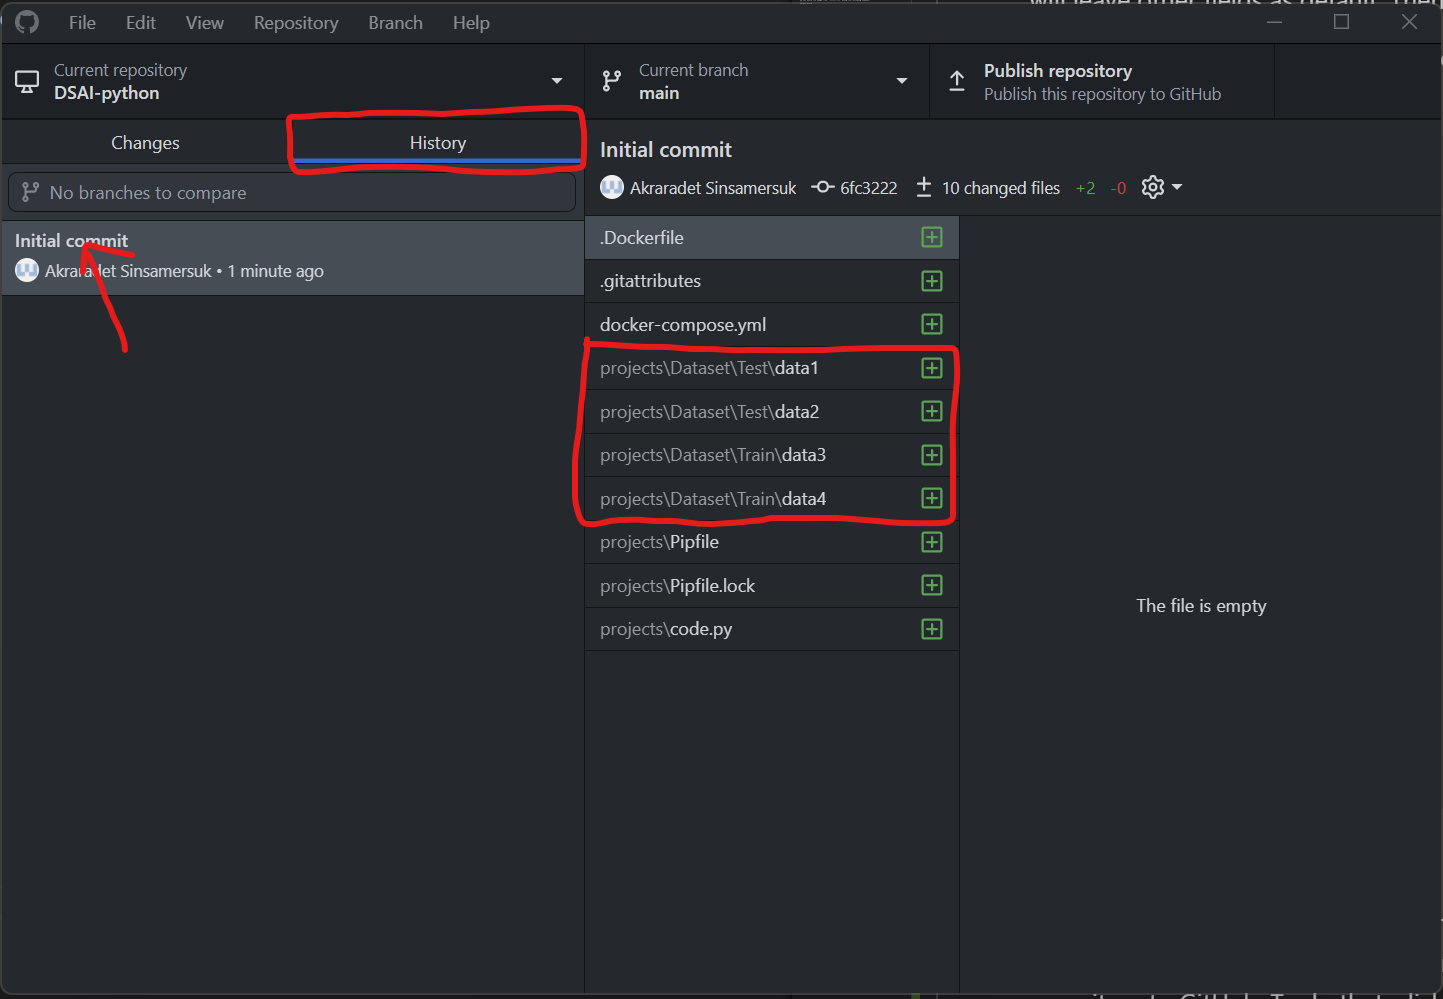 File Edit View Repository Branch Help
Current repository
DSAI-python
Current branch
main
Publish repository
Publish this repository to GitHub
Changes
History
No branches to compare
Initial commit
Akraradet Sinsamersuk • 1 minute ago
Initial commit
Akraradet Sinsamersuk 6fc3222 10 changed files +2 -0
.Dockerfile
.gitattributes
docker-compose.yml
projects\Dataset\Test\data1
projects\Dataset\Test\data2
projects\Dataset\Train\data3
projects\Dataset\Train\data4
projects\Pipfile
projects\Pipfile.lock
projects\code.py
The file is empty